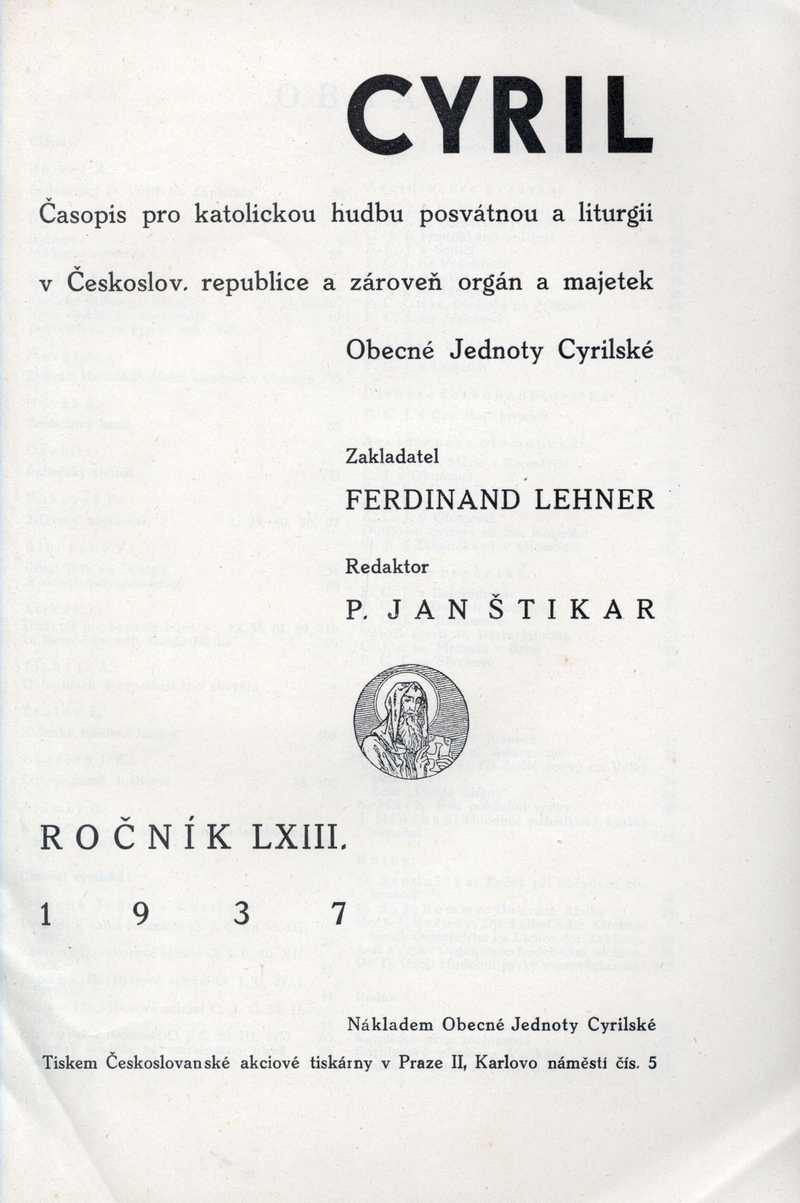 CYRIL
Časopis pro katolickou hudbu posvátnou a liturgii
v Českoslov. republice a zároveň orgán a majetek
Obecné Jednoty Cyrilské
Zakladatel
FERDINAND LEHNER
Redaktor
P. JAN ŠTIKAR
ROČNÍK LXIII.
1937
Nákladem Obecné Jednoty Cyrilské
Tiskem Českoslovanské akciové tiskárny v Praze II, Karlovo náměstí čís. 5